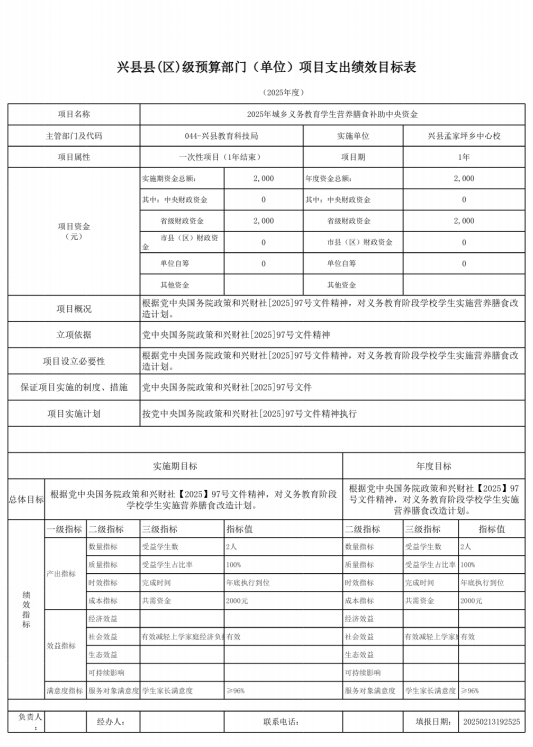 兴县县(区)级预算部门（单位）项目支出绩效目标表
（2025年度）
项目名称 2025年城乡义务教育学生营养膳食补助中央资金
主管部门及代码 044-兴县教育科技局 实施单位 兴县孟家坪乡中心校
项目属性 一次性项目（1年结束） 项目期 1年
项目资金（元）
实施期资金总额： 2,000 年度资金总额： 2,000
其中：中央财政资金 0 其中：中央财政资金 0
省级财政资金 2,000 省级财政资金 2,000
市县（区）财政资金 0 市县（区）财政资金 0
单位自筹 0 单位自筹 0
其他资金 其他资金
项目概况 根据党中央国务院政策和兴财社[2025]97号文件精神，对义务教育阶段学校学生实施营养膳食改
造计划。
立项依据 党中央国务院政策和兴财社[2025]97号文件精神
项目设立必要性 根据党中央国务院政策和兴财社[2025]97号文件精神，对义务教育阶段学校学生实施营养膳食改
造计划。
保证项目实施的制度、措施 党中央国务院政策和兴财社[2025]97号文件
项目实施计划 按党中央国务院政策和兴财社[2025]97号文件精神执行
实施期目标 年度目标
总体目标
根据党中央国务院政策和兴财社【2025】97号文件精神，对义务教育阶段
学校学生实施营养膳食改造计划。
根据党中央国务院政策和兴财社【2025】97
号文件精神，对义务教育阶段学校学生实施
营养膳食改造计划。
绩效指标
一级指标 二级指标 三级指标 指标值 二级指标 三级指标 指标值
产出指标
数量指标 受益学生数 2人 数量指标 受益学生数 2人
质量指标 受益学生占比率 100% 质量指标 受益学生占比率 100%
时效指标 完成时间 年底执行到位 时效指标 完成时间 年底执行到位
成本指标 共需资金 2000元 成本指标 共需资金 2000元
效益指标
经济效益 经济效益
社会效益 有效减轻上学家庭经济负 有效 社会效益 有效减轻上学家 有效
生态效益 生态效益
可持续影响 可持续影响
满意度指标 服务对象满意度 学生家长满意度 ≥96% 服务对象满意度 学生家长满意度 ≥96%
负责人： 经办人： 联系电话： 填报日期： 20250213192525